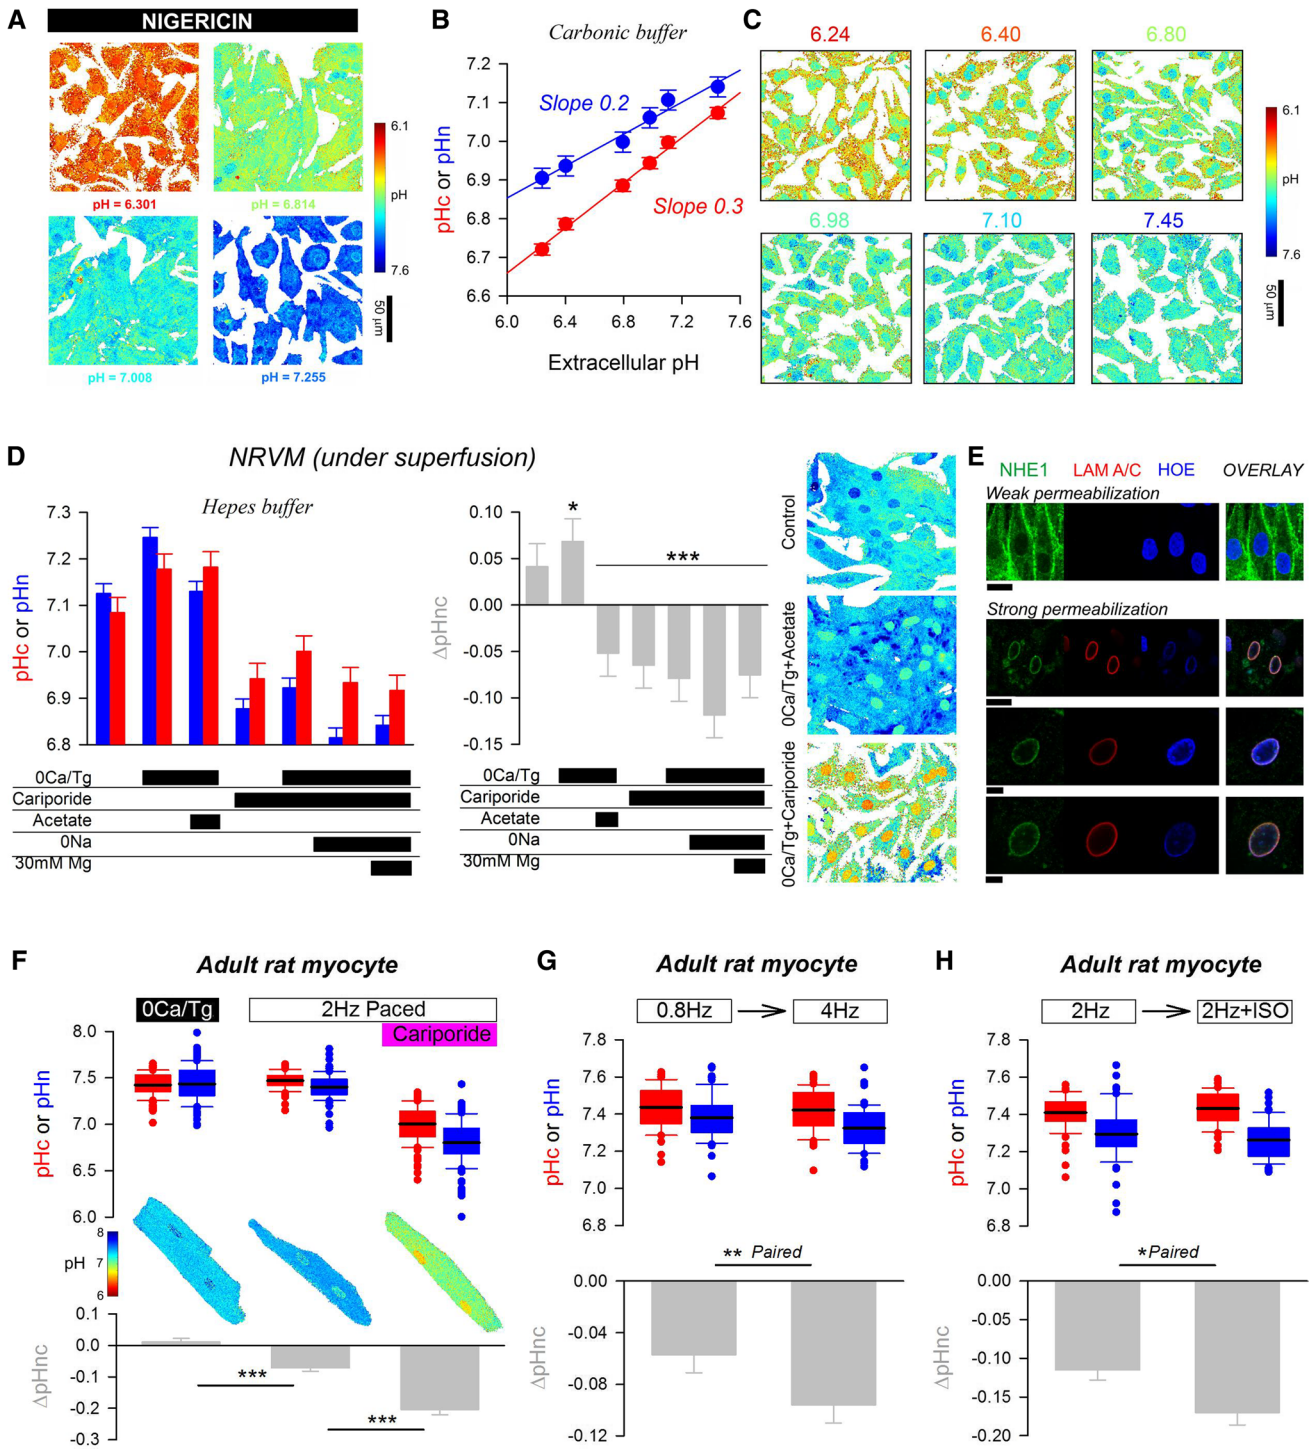 A
NIGERICIN
pH = 6.301
pH = 6.814
pH = 7.008
pH = 7.255
6.1
pH
7.6
50 µm
B
Carbonic buffer
pHc or pHn
7.2
7.1
7.0
6.9
6.8
6.7
6.6
Slope 0.2
Slope 0.3
6.0
6.4
6.8
7.2
7.6
Extracellular pH
C
6.24
6.40
6.80
6.98
7.10
7.45
6.1
pH
7.6
50 µm
D
NRVM (under superfusion)
Hepes buffer
pHc or pHn
7.3
7.2
7.1
7.0
6.9
6.8
0Ca/Tg
Cariporide
Acetate
0Na
30mM Mg
ΔpHnc
0.10
0.05
0.00
-0.05
-0.10
-0.15
*
***
0Ca/Tg
Cariporide
Acetate
0Na
30mM Mg
Control
0Ca/Tg+Acetate
0Ca/Tg+Cariporide
E
NHE1
LAM A/C
HOE
OVERLAY
Weak permeabilization
Strong permeabilization
F
Adult rat myocyte
0Ca/Tg
2Hz Paced
Cariporide
pHc or pHn
8.0
7.5
7.0
6.5
6.0
pH
8
7
6
ΔpHnc
0.1
0.0
-0.1
-0.2
-0.3
***
***
G
Adult rat myocyte
0.8Hz
4Hz
pHc or pHn
7.8
7.6
7.4
7.2
7.0
6.8
** Paired
ΔpHnc
0.00
-0.04
-0.08
-0.12
H
Adult rat myocyte
2Hz
2Hz+ISO
pHc or pHn
7.8
7.6
7.4
7.2
7.0
6.8
*Paired
ΔpHnc
0.00
-0.05
-0.10
-0.15
-0.20